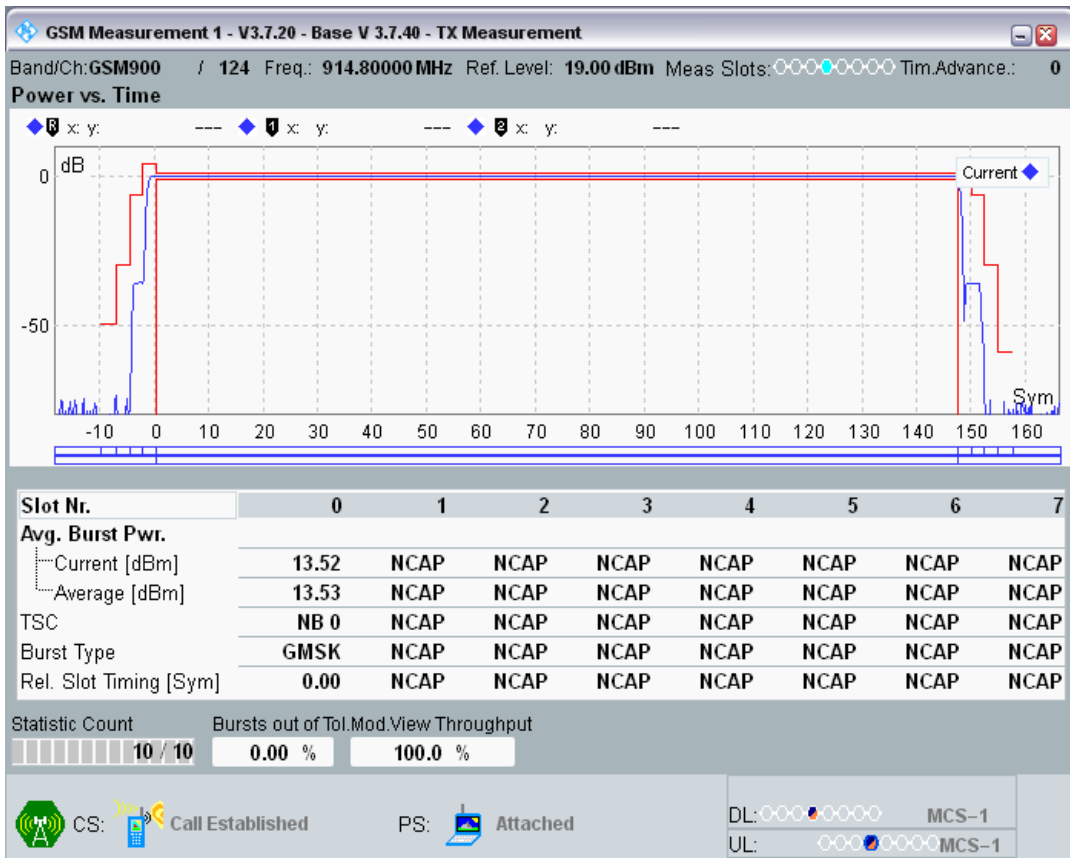 GSM Measurement 1 - V3.7.20 - Base V 3.7.40 - TX Measurement
Band/Ch:GSM900 / 124 Freq.: 914.80000 MHz Ref. Level: 19.00 dBm Meas Slots: Tim.Advance.: 0
Power vs. Time
R x: y: --- 1 x: y: --- 2 x: y: ---
dB
Current
0
-50
Sym
-10 0 10 20 30 40 50 60 70 80 90 100 110 120 130 140 150 160
Slot Nr. 0 1 2 3 4 5 6 7
Avg. Burst Pwr.
Current [dBm] 13.52 NCAP NCAP NCAP NCAP NCAP NCAP NCAP
Average [dBm] 13.53 NCAP NCAP NCAP NCAP NCAP NCAP NCAP
TSC NB 0 NCAP NCAP NCAP NCAP NCAP NCAP NCAP
Burst Type GMSK NCAP NCAP NCAP NCAP NCAP NCAP NCAP
Rel. Slot Timing [Sym] 0.00 NCAP NCAP NCAP NCAP NCAP NCAP NCAP
Statistic Count Bursts out of Tol.Mod.View Throughput
10 / 10 0.00 % 100.0 %
CS: Call Established PS: Attached
DL: MCS-1
UL: MCS-1